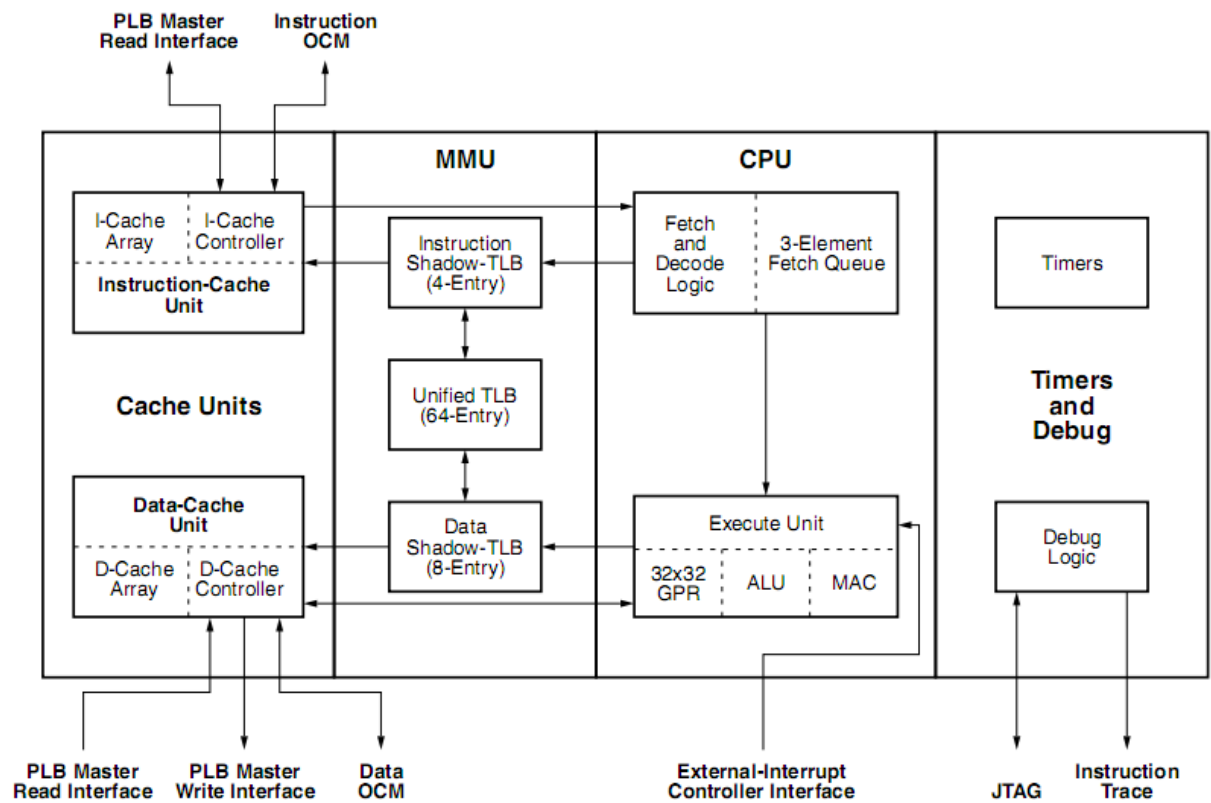 PLB Master
Read Interface
Instruction
OCM
MMU
CPU
I-Cache
Array
I-Cache
Controller
Instruction-Cache
Unit
Instruction
Shadow-TLB
(4-Entry)
Fetch
and
Decode
Logic
3-Element
Fetch Queue
Timers
Cache Units
Unified TLB
(64-Entry)
Timers
and
Debug
Data-Cache
Unit
D-Cache
Array
D-Cache
Controller
Data
Shadow-TLB
(8-Entry)
Execute Unit
32x32
GPR
ALU
MAC
Debug
Logic
PLB Master
Read Interface
PLB Master
Write Interface
Data
OCM
External-Interrupt
Controller Interface
JTAG
Instruction
Trace